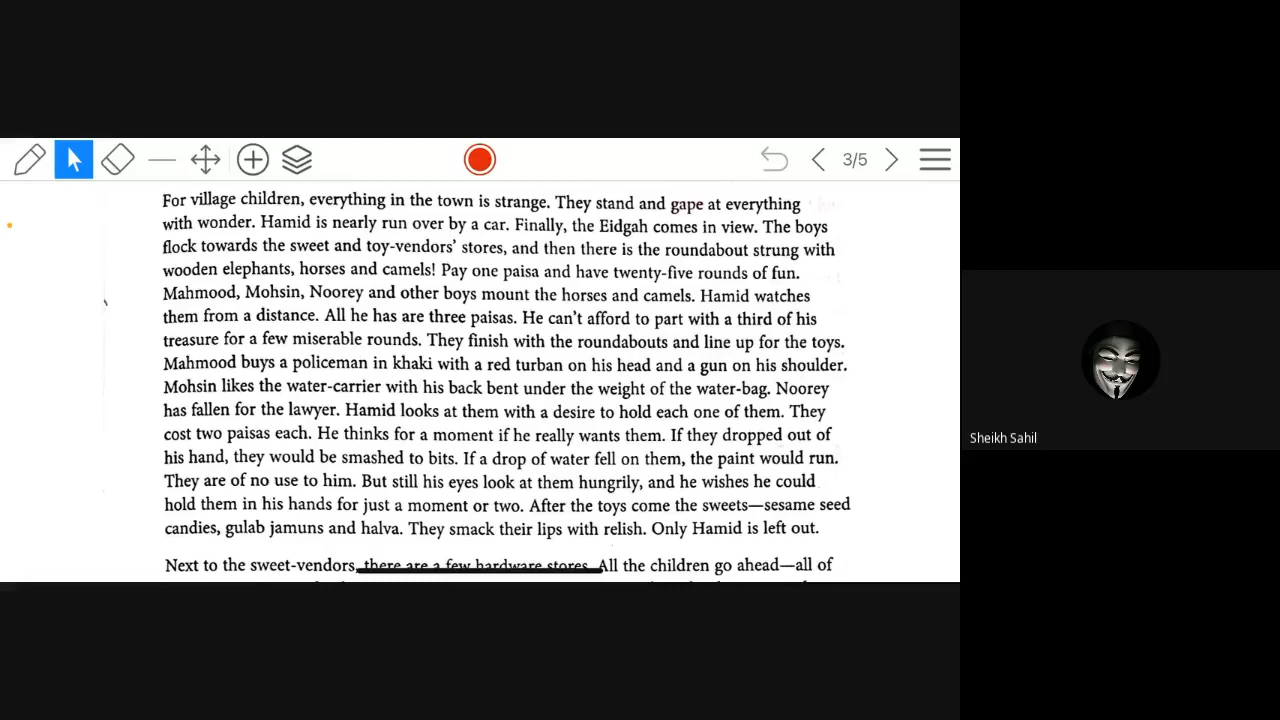 3/5
For village children, everything in the town is strange. They stand and gape at everything
with wonder. Hamid is nearly run over by a car. Finally, the Eidgah comes in view. The boys
flock towards the sweet and toy-vendors' stores, and then there is the roundabout strung with
wooden elephants, horses and camels! Pay one paisa and have twenty-five rounds of fun.
Mahmood, Mohsin, Noorey and other boys mount the horses and camels. Hamid watches
them from a distance. All he has are three paisas. He can't afford to part with a third of his
treasure for a few miserable rounds. They finish with the roundabouts and line up for the toys.
Mahmood buys a policeman in khaki with a red turban on his head and a gun on his shoulder.
Mohsin likes the water-carrier with his back bent under the weight of the water-bag. Noorey
has fallen for the lawyer. Hamid looks at them with a desire to hold each one of them. They
cost two paisas each. He thinks for a moment if he really wants them. If they dropped out of
his hand, they would be smashed to bits. If a drop of water fell on them, the paint would run.
They are of no use to him. But still his eyes look at them hungrily, and he wishes he could
hold them in his hands for just a moment or two. After the toys come the sweets—sesame seed
candies, gulab jamuns and halva. They smack their lips with relish. Only Hamid is left out.
Next to the sweet-vendors, there are a few hardware stores. All the children go ahead—all of
Sheikh Sahil